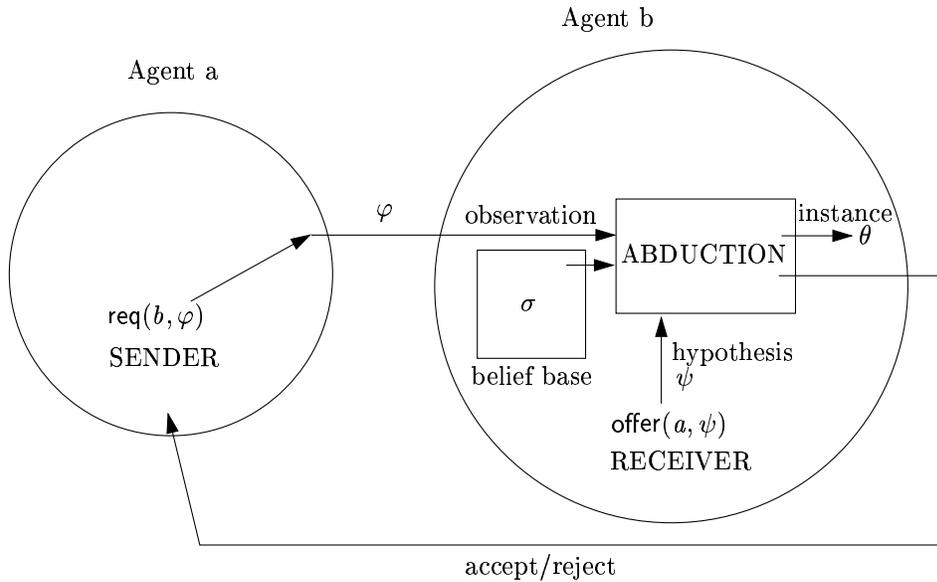 Agent b
Agent a
φ
observation
instance
θ
ABDUCTION
σ
req(b, φ)
SENDER
hypothesis
ψ
belief base
offer(a, ψ)
RECEIVER
accept/reject